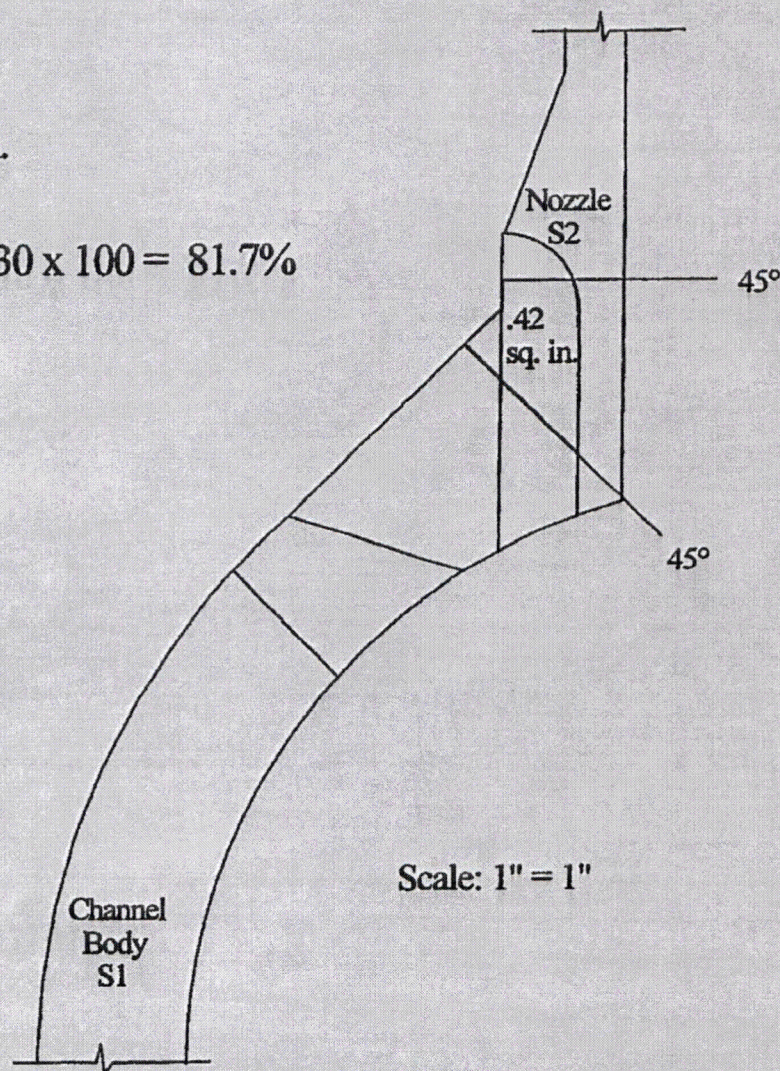 30 x 100 = 81.7%
Nozzle
S2
45°
.42
sq. in.
45°
Scale: 1" = 1"
Channel
Body
S1